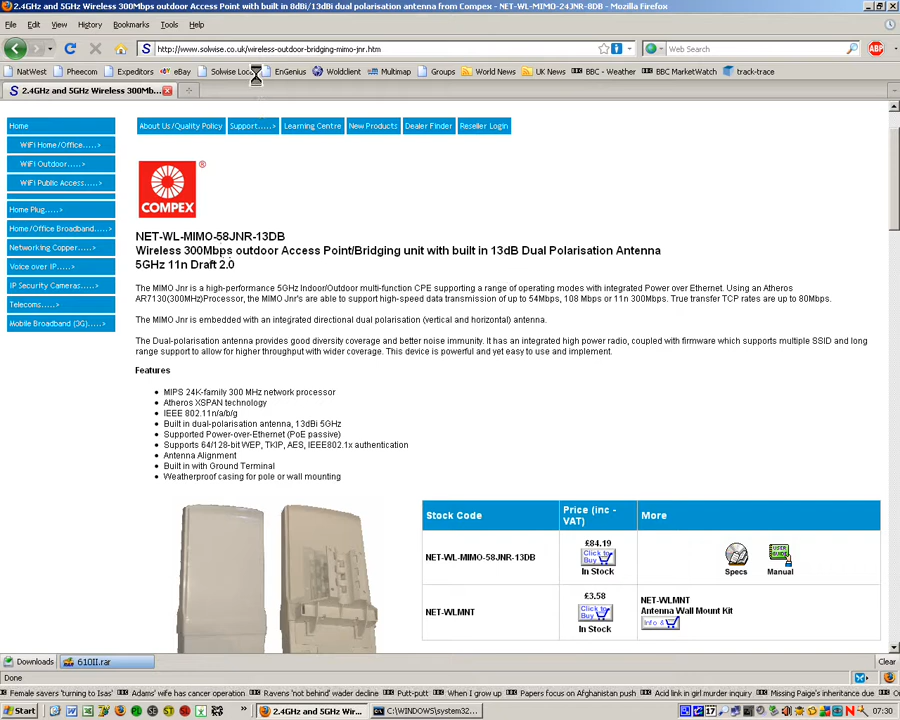 2.4GHz and 5GHz Wireless 300Mbps outdoor Access Point with built in 8dBi/13dBi dual polarisation antenna from Compex - NET-WL-MIMO-24JNR-8DB - Mozilla Firefox
File Edit View History Bookmarks Tools Help
http://www.solwise.co.uk/wireless-outdoor-bridging-mimo-jnr.htm
Web Search
ABP
NatWest Pheecom Expeditors eBay Solwise EnGenius Worldclient Multimap Groups World News UK News BBC - Weather BBC MarketWatch track-trace
2.4GHz and 5GHz Wireless 300Mb...
Home
WiFi Home/Office.....>
WiFi Outdoor.....>
WiFi Public Access.....>
Home Plug.....>
Home/Office Broadband.....>
Networking Copper....>
Voice over IP.....>
IP Security Cameras.....>
Telecoms.....>
Mobile Broadband (3G).....>
About Us/Quality Policy Support.....> Learning Centre New Products Dealer Finder Reseller Login
COMPEX ®
NET-WL-MIMO-58JNR-13DB
Wireless 300Mbps outdoor Access Point/Bridging unit with built in 13dB Dual Polarisation Antenna
5GHz 11n Draft 2.0
The MIMO Jnr is a high-performance 5GHz Indoor/Outdoor multi-function CPE supporting a range of operating modes with integrated Power over Ethernet. Using an Atheros
AR7130(300MHz)Processor, the MIMO Jnr's are able to support high-speed data transmission of up to 54Mbps, 108 Mbps or 11n 300Mbps. True transfer TCP rates are up to 80Mbps.
The MIMO Jnr is embedded with an integrated directional dual polarisation (vertical and horizontal) antenna.
The Dual-polarisation antenna provides good diversity coverage and better noise immunity. It has an integrated high power radio, coupled with firmware which supports multiple SSID and long
range support to allow for higher throughput with wider coverage. This device is powerful and yet easy to use and implement.
Features
MIPS 24K-family 300 MHz network processor
Atheros XSPAN technology
IEEE 802.11n/a/b/g
Built in dual-polarisation antenna, 13dBi 5GHz
Supported Power-over-Ethernet (PoE passive)
Supports 64/128-bit WEP, TKIP, AES, IEEE802.1x authentication
Antenna Alignment
Built in with Ground Terminal
Weatherproof casing for pole or wall mounting
Stock Code Price (inc - VAT) More
NET-WL-MIMO-58JNR-13DB £84.19 Click to Buy In Stock Specs USER GUIDE Manual
NET-WLMNT £3.58 Click to Buy In Stock NET-WLMNT Antenna Wall Mount Kit Info &
Downloads 610II.rar Clear
Done
Female savers 'turning to Isas' Adams' wife has cancer operation Ravens 'not behind' wader decline Putt-putt When I grow up Papers focus on Afghanistan push Acid link in girl murder inquiry Missing Paige's inheritance due
Start 2.4GHz and 5GHz Wir... C:\WINDOWS\system32... 17 07:30